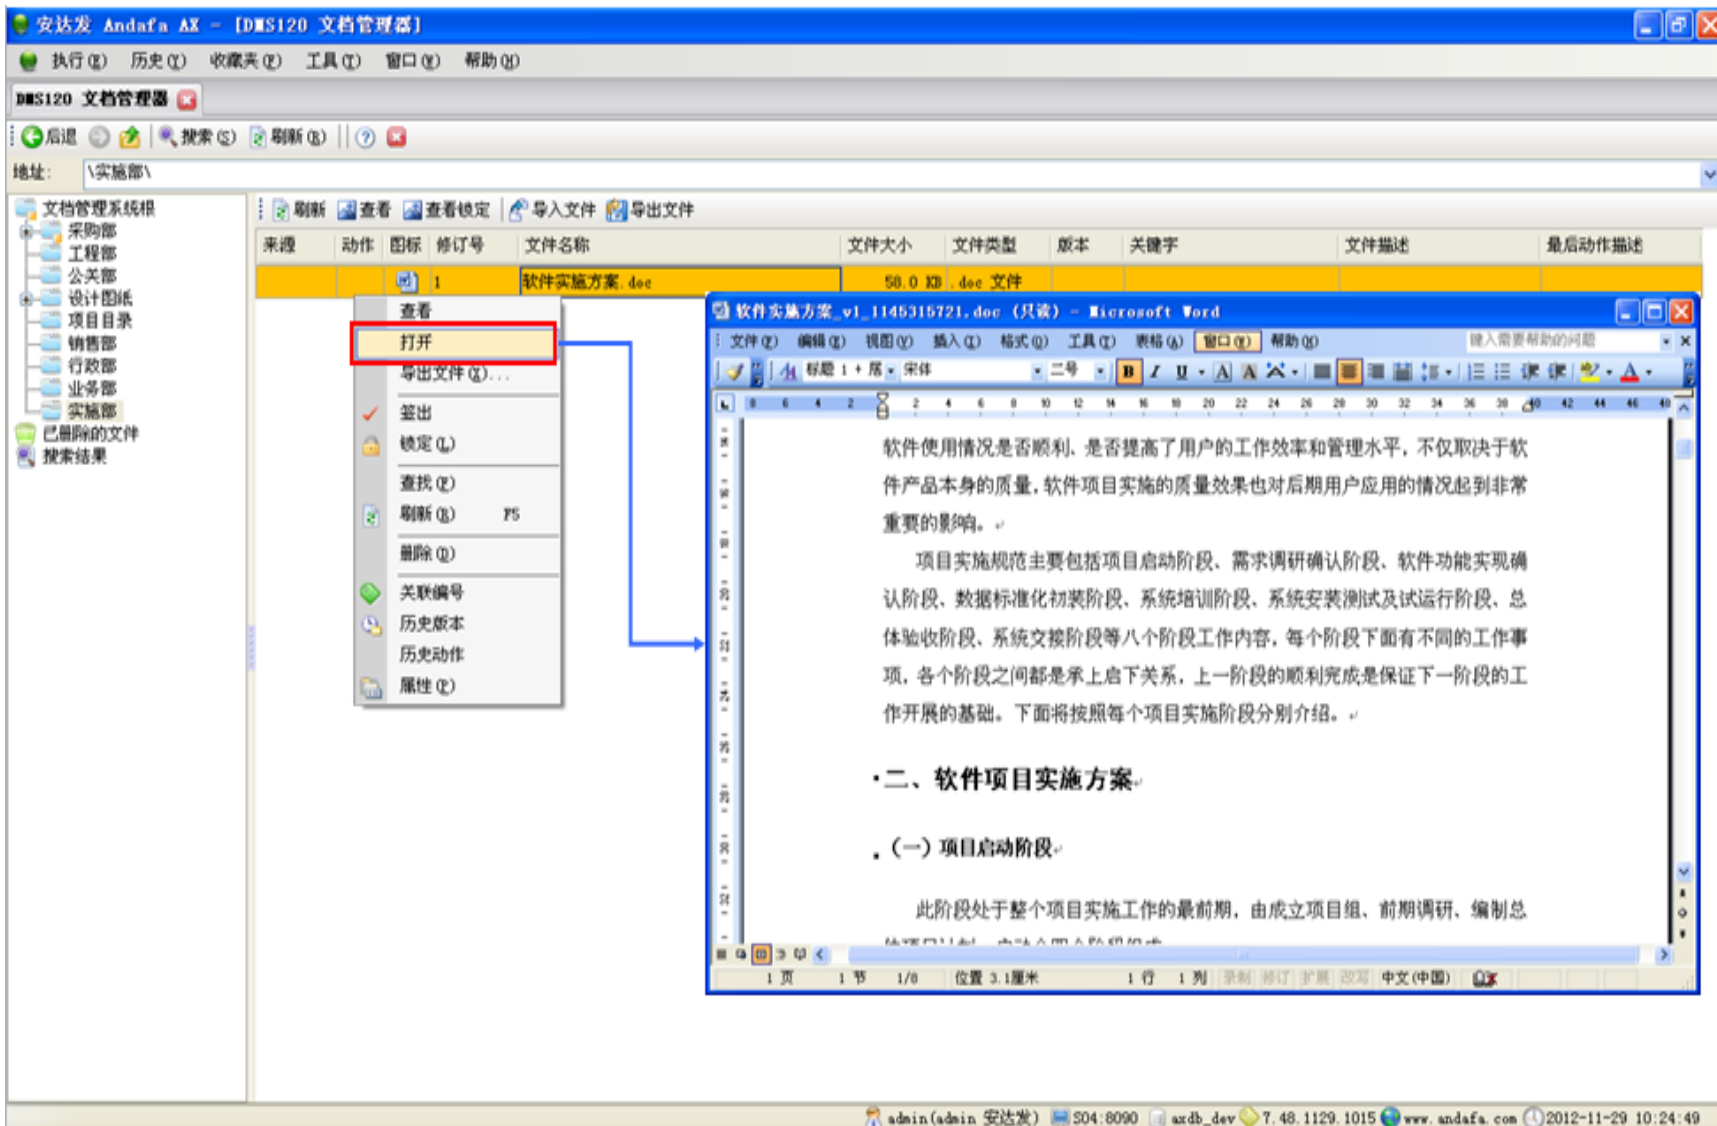 安达发 Andafa AX - [DMS120 文档管理器]
执行(E) 历史(Y) 收藏夹(F) 工具(T) 窗口(W) 帮助(H)
DMS120 文档管理器
后退 搜索(S) 刷新(R)
地址: \实施部\
文档管理系统根
采购部
工程部
公关部
设计图纸
项目目录
销售部
行政部
业务部
实施部
已删除的文件
搜索结果
刷新 查看 查看锁定 导入文件 导出文件
来源 动作 图标 修订号 文件名称 文件大小 文件类型 版本 关键字 文件描述 最后动作描述
1 软件实施方案.doc 58.0 KB .doc 文件
查看
打开
导出文件(X)...
签出
锁定(L)
查找(F)
刷新(R) F5
删除(D)
关联编号
历史版本
历史动作
属性(P)
软件实施方案_v1_1145315721.doc (只读) - Microsoft Word
文件(F) 编辑(E) 视图(V) 插入(I) 格式(O) 工具(T) 表格(A) 窗口(W) 帮助(H) 键入需要帮助的问题
标题 1 + 居 宋体 二号 B I U A A A
8 6 4 2 2 4 6 8 10 12 14 16 18 20 22 24 26 28 30 32 34 36 38 40 42 44 46 48
软件使用情况是否顺利、是否提高了用户的工作效率和管理水平，不仅取决于软
件产品本身的质量，软件项目实施的质量效果也对后期用户应用的情况起到非常
重要的影响。
项目实施规范主要包括项目启动阶段、需求调研确认阶段、软件功能实现确
认阶段、数据标准化初装阶段、系统培训阶段、系统安装测试及试运行阶段、总
体验收阶段、系统交接阶段等八个阶段工作内容，每个阶段下面有不同的工作事
项，各个阶段之间都是承上启下关系，上一阶段的顺利完成是保证下一阶段的工
作开展的基础。下面将按照每个项目实施阶段分别介绍。
二、软件项目实施方案
（一）项目启动阶段
此阶段处于整个项目实施工作的最前期，由成立项目组、前期调研、编制总
1 页 1 节 1/8 位置 3.1厘米 1 行 1 列 录制 修订 扩展 改写 中文(中国)
admin(admin 安达发) S04:8090 axdb_dev 7.48.1129.1015 www.andafa.com 2012-11-29 10:24:49